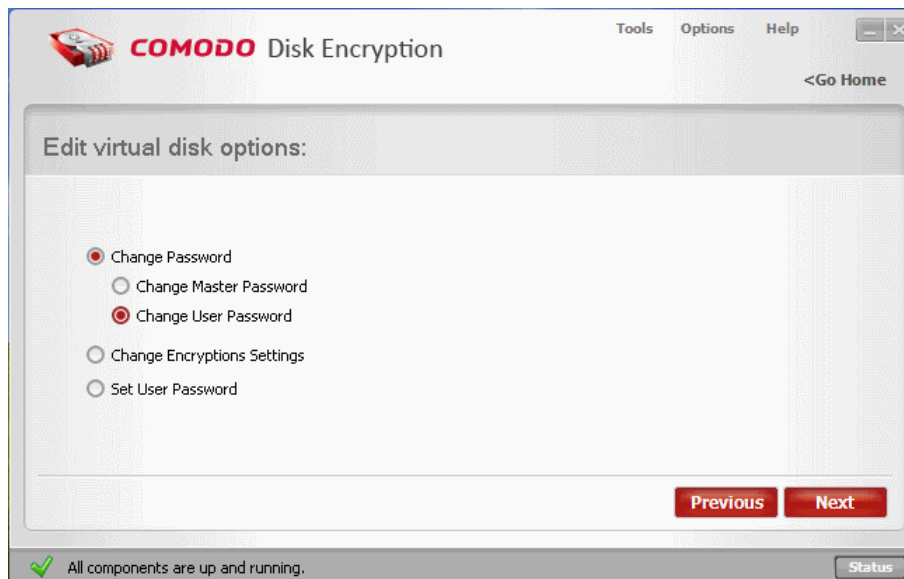 COMODO Disk Encryption
Tools Options Help
<Go Home
Edit virtual disk options:
Change Password
Change Master Password
Change User Password
Change Encryptions Settings
Set User Password
Previous Next
All components are up and running.
Status